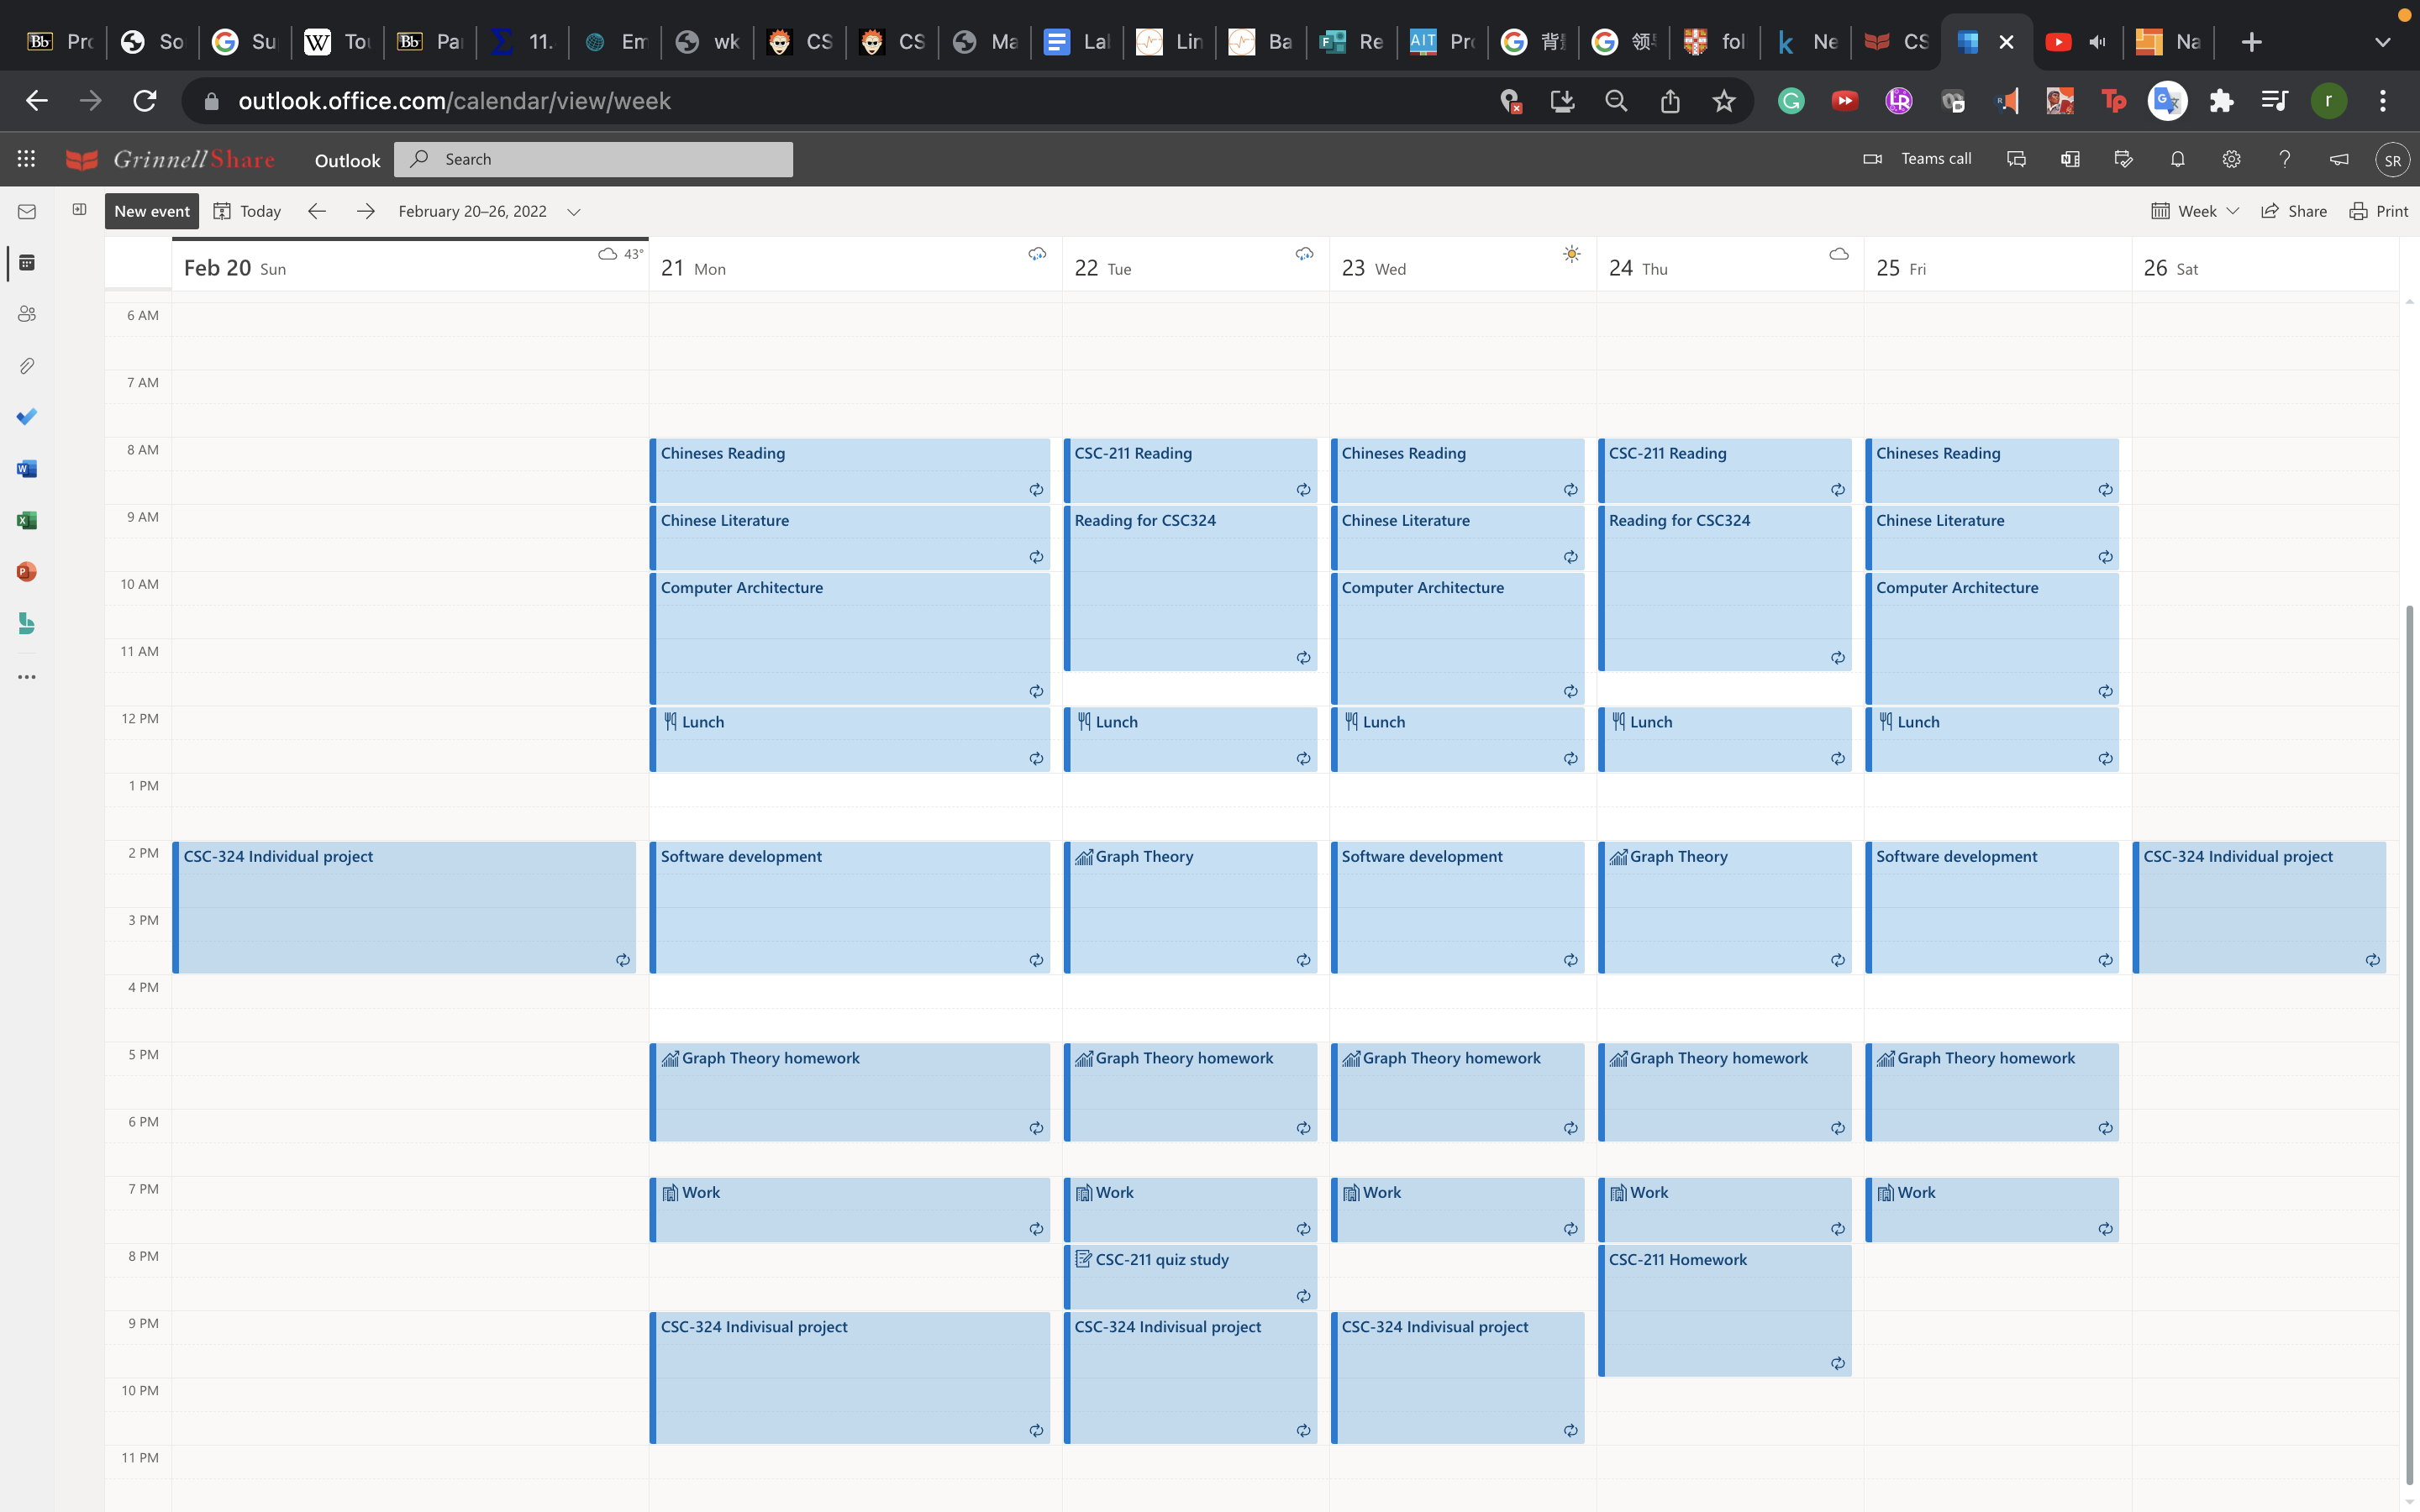 Bb Prc
So
G Su
W Tou
Bb Par
Σ 11.
Em
wk
CS
CS
Ma
Lal
Lin
Ba
F Re
AIT Pro
G
G
fol
k Ne
CS
Na
outlook.office.com/calendar/view/week
r
GrinnellShare
Outlook
Search
Teams call
SR
New event
Today
February 20–26, 2022
Week
Share
Print
Feb 20 Sun
43°
21 Mon
22 Tue
23 Wed
24 Thu
25 Fri
26 Sat
6 AM
7 AM
8 AM
Chineses Reading
CSC-211 Reading
Chineses Reading
CSC-211 Reading
Chineses Reading
9 AM
Chinese Literature
Reading for CSC324
Chinese Literature
Reading for CSC324
Chinese Literature
10 AM
Computer Architecture
Computer Architecture
Computer Architecture
11 AM
12 PM
Lunch
Lunch
Lunch
Lunch
Lunch
1 PM
2 PM
CSC-324 Individual project
Software development
Graph Theory
Software development
Graph Theory
Software development
CSC-324 Individual project
3 PM
4 PM
5 PM
Graph Theory homework
Graph Theory homework
Graph Theory homework
Graph Theory homework
Graph Theory homework
6 PM
7 PM
Work
Work
Work
Work
Work
8 PM
CSC-211 quiz study
CSC-211 Homework
9 PM
CSC-324 Indivisual project
CSC-324 Indivisual project
CSC-324 Indivisual project
10 PM
11 PM